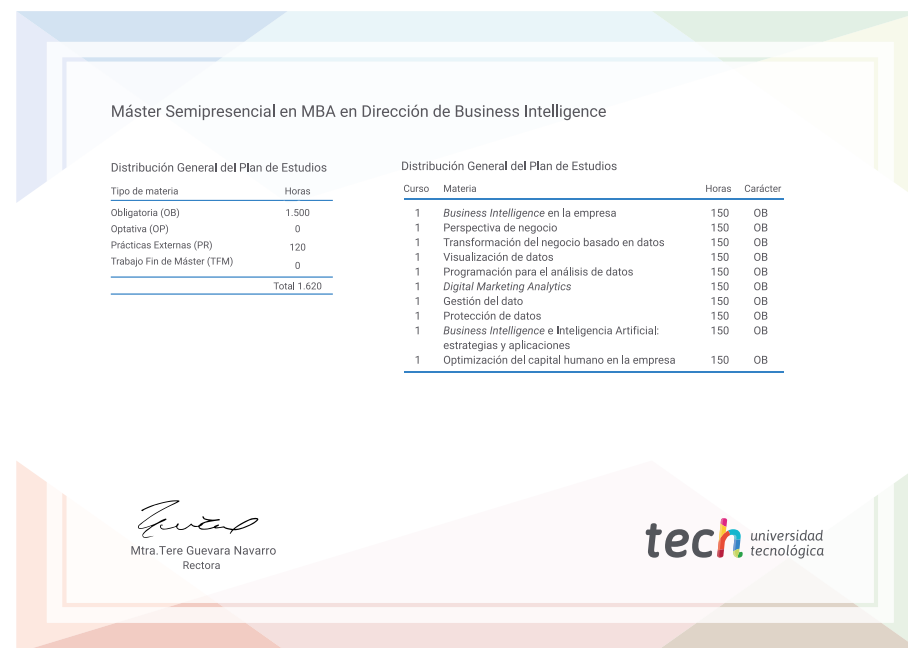 Máster Semipresencial en MBA en Dirección de Business Intelligence
Distribución General del Plan de Estudios
Tipo de materia Horas
Obligatoria (OB) 1.500
Optativa (OP) 0
Prácticas Externas (PR) 120
Trabajo Fin de Máster (TFM) 0
Total 1.620
Distribución General del Plan de Estudios
Curso Materia Horas Carácter
1 Business Intelligence en la empresa 150 OB
1 Perspectiva de negocio 150 OB
1 Transformación del negocio basado en datos 150 OB
1 Visualización de datos 150 OB
1 Programación para el análisis de datos 150 OB
1 Digital Marketing Analytics 150 OB
1 Gestión del dato 150 OB
1 Protección de datos 150 OB
1 Business Intelligence e Inteligencia Artificial: 150 OB
estrategias y aplicaciones
1 Optimización del capital humano en la empresa 150 OB
Mtra.Tere Guevara Navarro
Rectora
tech universidad
tecnológica